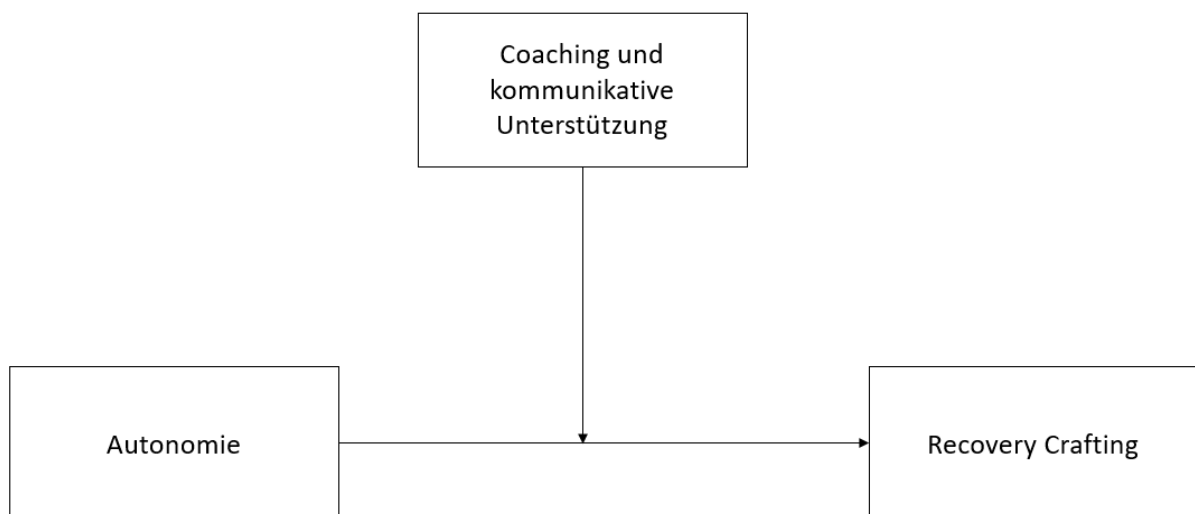 Coaching und
kommunikative
Unterstützung
Autonomie
Recovery Crafting